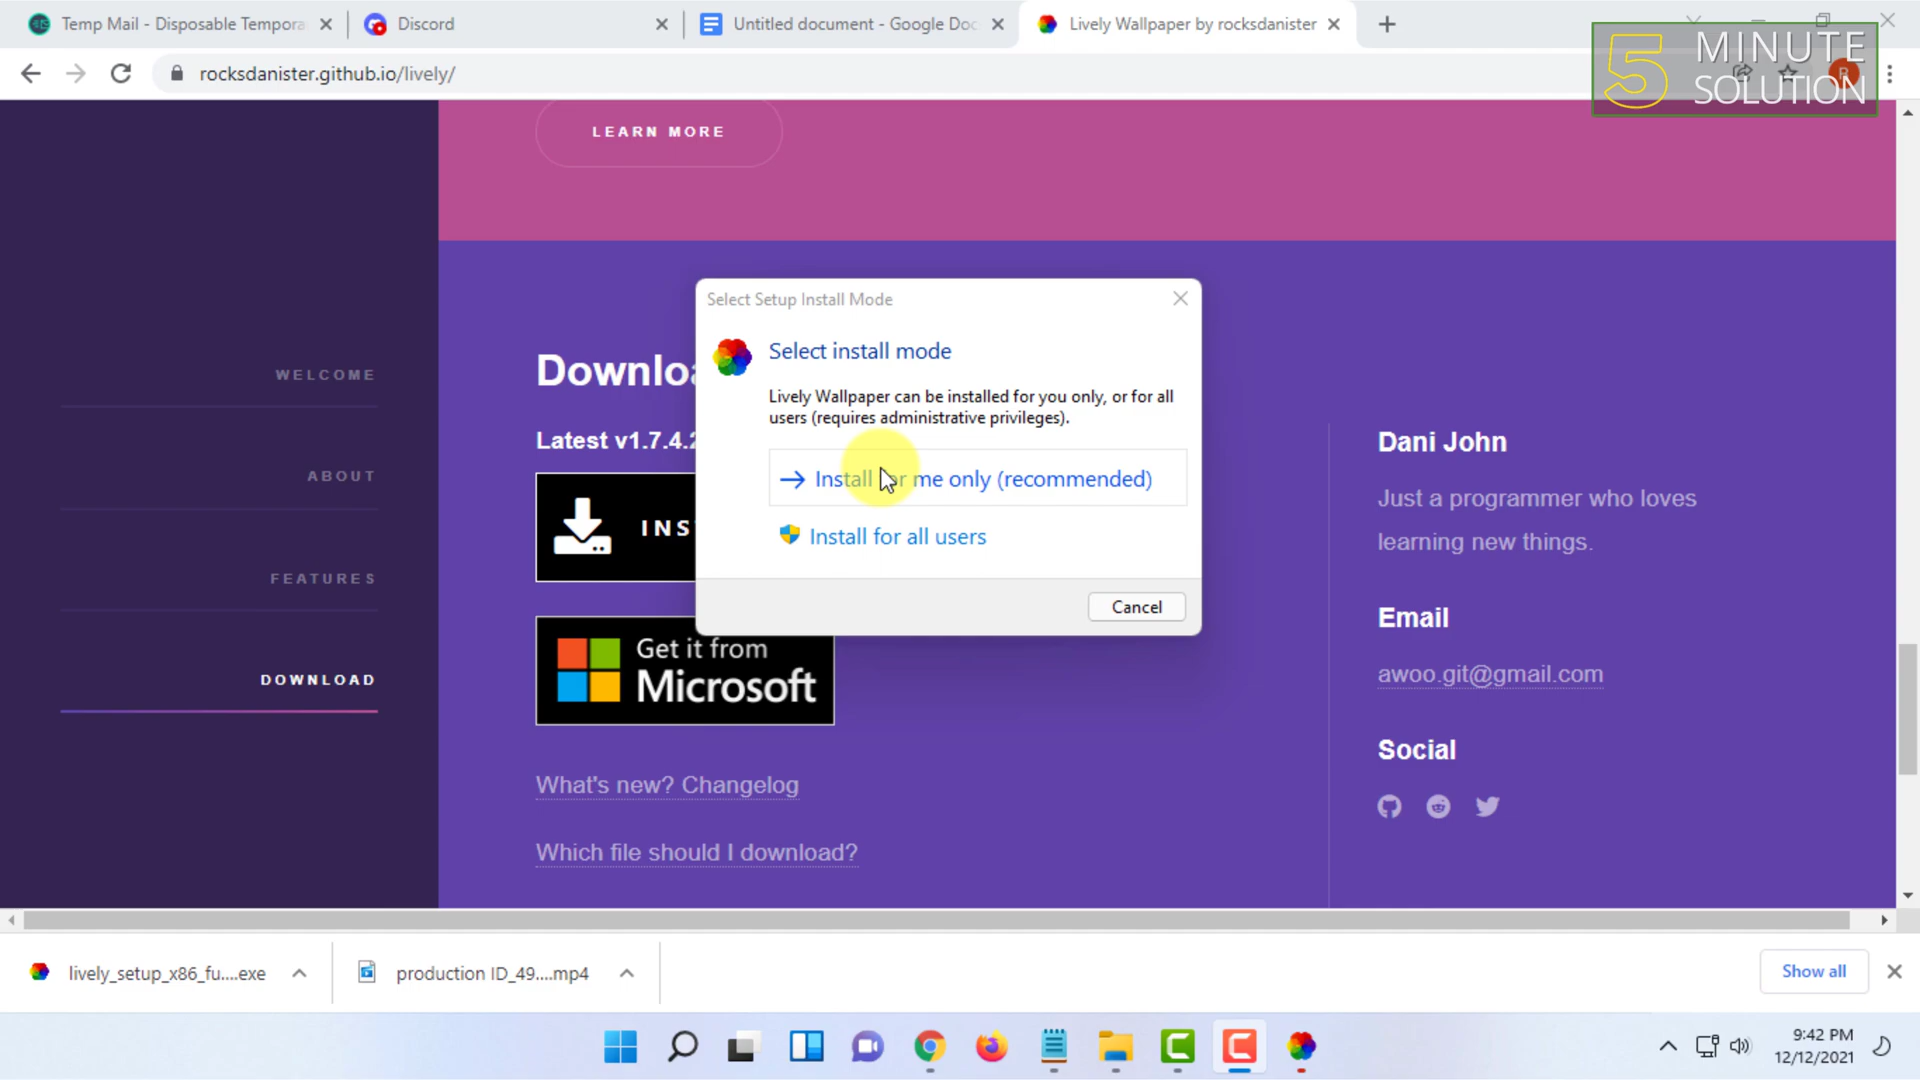 Temp Mail - Disposable Tempora
Discord
Untitled document - Google Doc
Lively Wallpaper by rocksdanister
rocksdanister.github.io/lively/
5 MINUTE
SOLUTION
LEARN MORE
WELCOME
ABOUT
FEATURES
DOWNLOAD
Downlo
Latest v1.7.4.2
INS
Get it from
Microsoft
What's new? Changelog
Which file should I download?
Select Setup Install Mode
Select install mode
Lively Wallpaper can be installed for you only, or for all
users (requires administrative privileges).
Install for me only (recommended)
Install for all users
Cancel
Dani John
Just a programmer who loves
learning new things.
Email
awoo.git@gmail.com
Social
lively_setup_x86_fu....exe
production ID_49....mp4
Show all
9:42 PM
12/12/2021